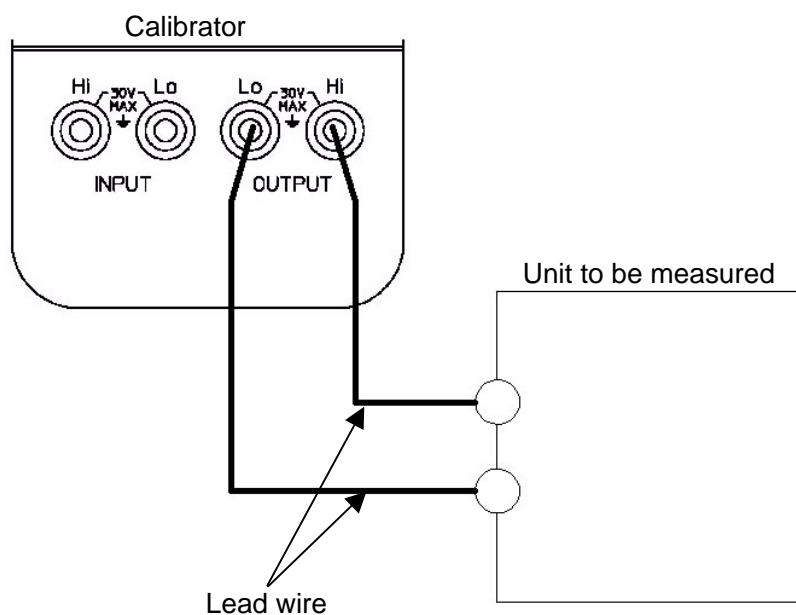 Calibrator
Hi 30V MAX Lo
Lo 30V MAX Hi
INPUT
OUTPUT
Unit to be measured
Lead wire